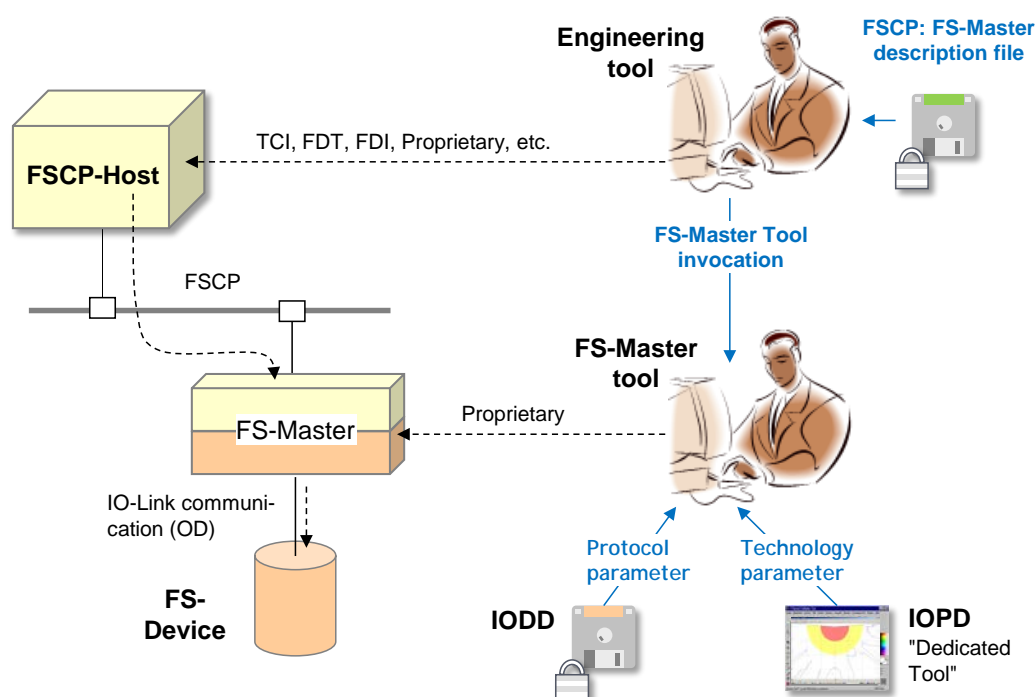 Engineering
tool
FSCP: FS-Master
description file
TCI, FDT, FDI, Proprietary, etc.
FSCP-Host
FS-Master Tool
invocation
FSCP
FS-Master
tool
Proprietary
FS-Master
IO-Link communi-
cation (OD)
Protocol
parameter
Technology
parameter
FS-
Device
IODD
IOPD
"Dedicated
Tool"